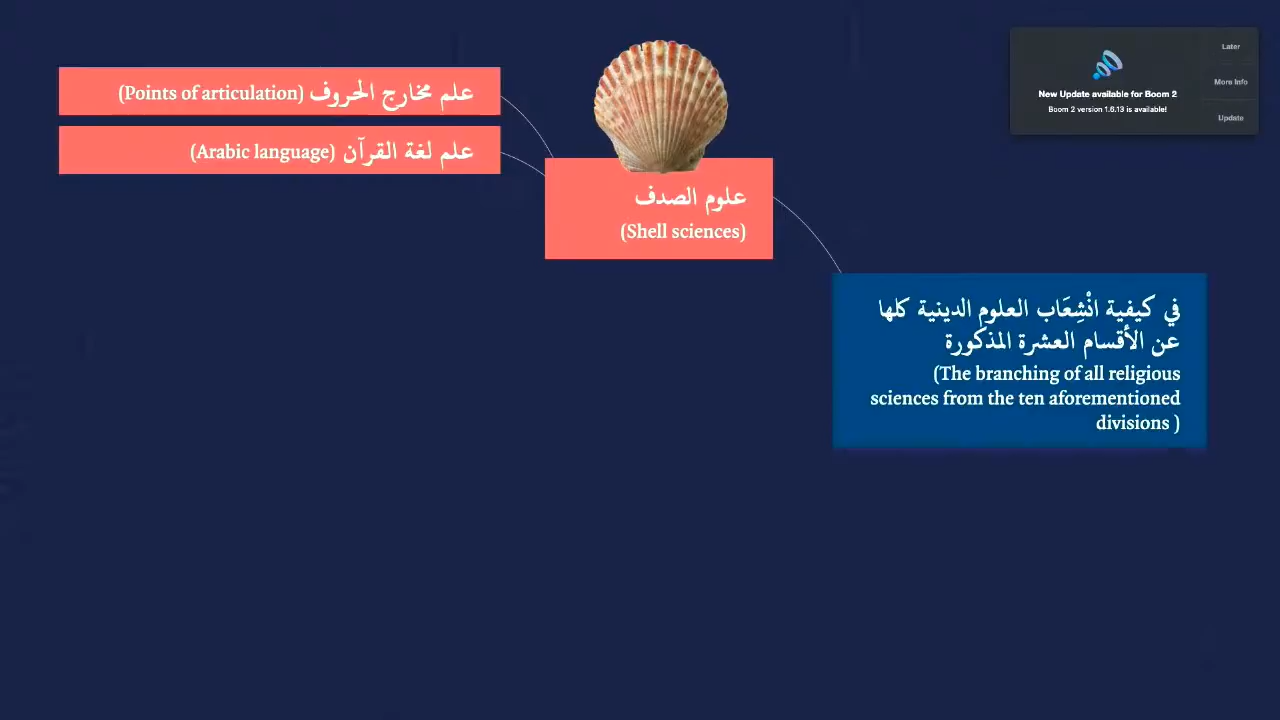 علم مخارج الحروف (Points of articulation)
علم لغة القرآن (Arabic language)
علوم الصدف
(Shell sciences)
في كيفية انْشِعَاب العلوم الدينية كلها
عن الأقسام العشرة المذكورة
(The branching of all religious
sciences from the ten aforementioned
divisions )
New Update available for Boom 2
Boom 2 version 1.6.13 is available!
Later
More Info
Update